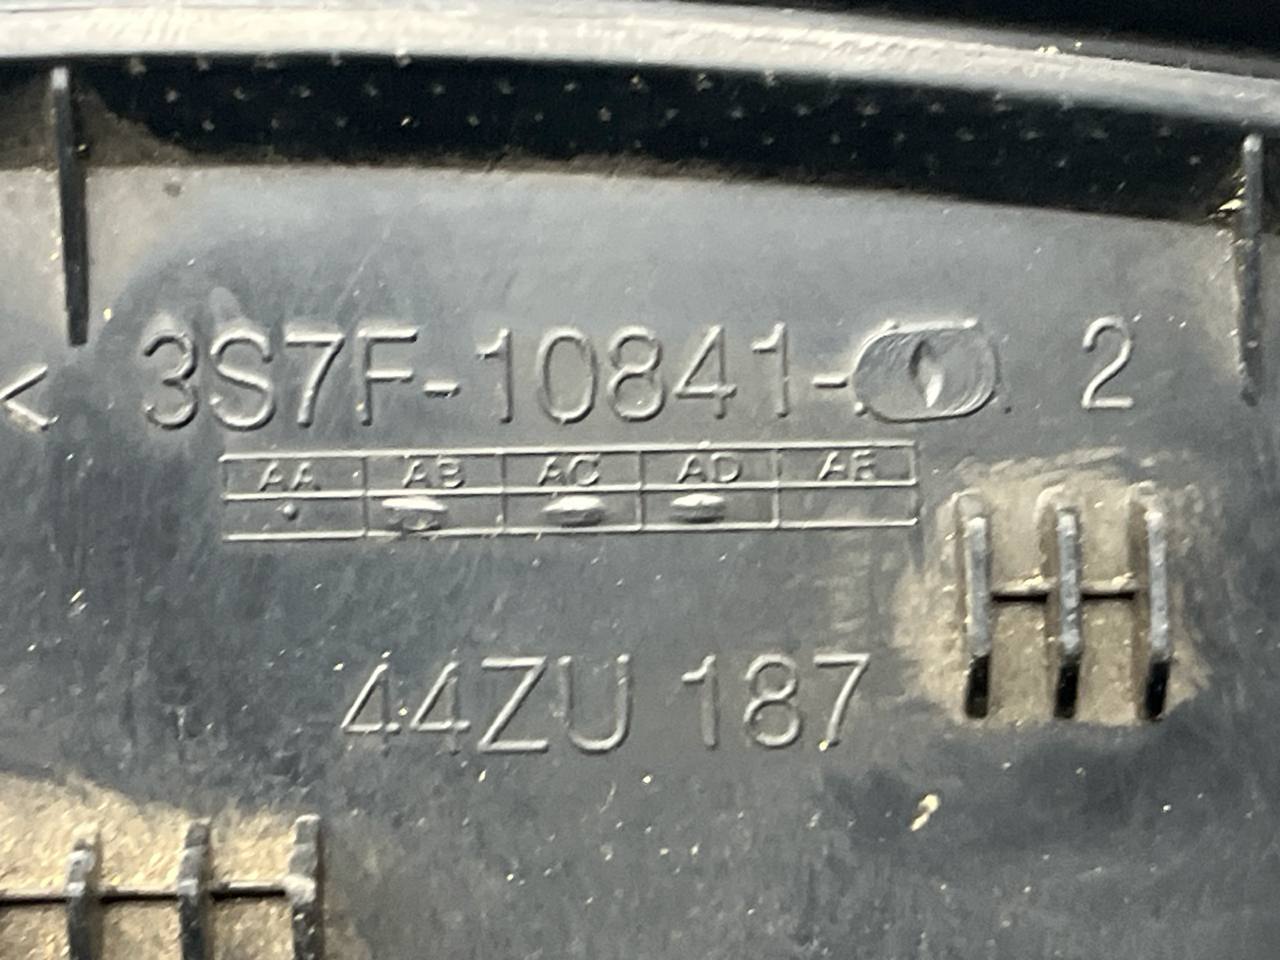 < 3S7F-10841- 2
AA AB AC AD AE
44ZU 187